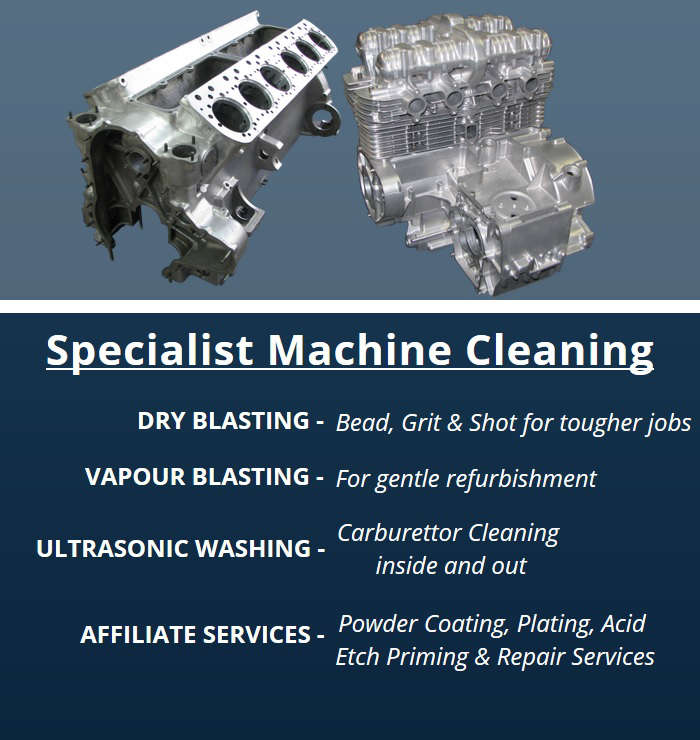 Specialist Machine Cleaning
DRY BLASTING - Bead, Grit & Shot for tougher jobs
VAPOUR BLASTING - For gentle refurbishment
ULTRASONIC WASHING - Carburettor Cleaning
inside and out
AFFILIATE SERVICES - Powder Coating, Plating, Acid
Etch Priming & Repair Services